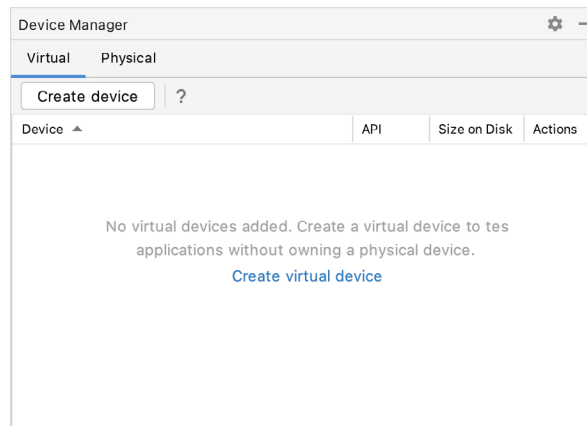 Device Manager
Virtual Physical
Create device ?
Device API Size on Disk Actions
No virtual devices added. Create a virtual device to tes
applications without owning a physical device.
Create virtual device